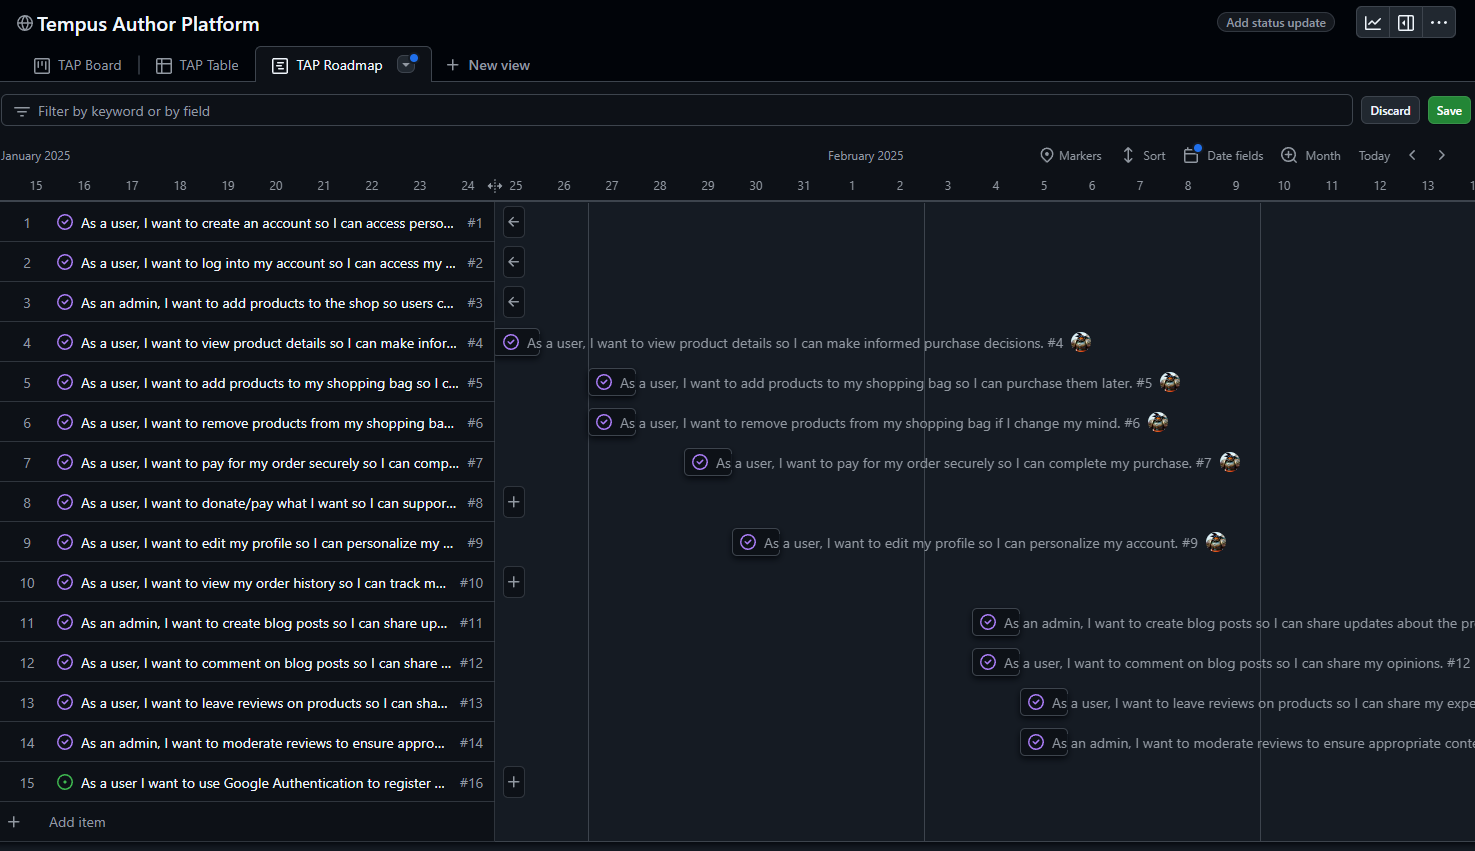 Tempus Author Platform
Add status update
TAP Board
TAP Table
TAP Roadmap
New view
Filter by keyword or by field
Discard
Save
January 2025
February 2025
Markers
Sort
Date fields
Month
Today
15 16 17 18 19 20 21 22 23 24 25 26 27 28 29 30 31 1 2 3 4 5 6 7 8 9 10 11 12 13
1 As a user, I want to create an account so I can access perso... #1
2 As a user, I want to log into my account so I can access my ... #2
3 As an admin, I want to add products to the shop so users c... #3
4 As a user, I want to view product details so I can make infor... #4
As a user, I want to view product details so I can make informed purchase decisions. #4
5 As a user, I want to add products to my shopping bag so I c... #5
As a user, I want to add products to my shopping bag so I can purchase them later. #5
6 As a user, I want to remove products from my shopping ba... #6
As a user, I want to remove products from my shopping bag if I change my mind. #6
7 As a user, I want to pay for my order securely so I can comp... #7
As a user, I want to pay for my order securely so I can complete my purchase. #7
8 As a user, I want to donate/pay what I want so I can suppor... #8
9 As a user, I want to edit my profile so I can personalize my ... #9
As a user, I want to edit my profile so I can personalize my account. #9
10 As a user, I want to view my order history so I can track m... #10
11 As an admin, I want to create blog posts so I can share up... #11
As an admin, I want to create blog posts so I can share updates about the pr
12 As a user, I want to comment on blog posts so I can share ... #12
As a user, I want to comment on blog posts so I can share my opinions. #12
13 As a user, I want to leave reviews on products so I can sha... #13
As a user, I want to leave reviews on products so I can share my expe
14 As an admin, I want to moderate reviews to ensure appro... #14
As an admin, I want to moderate reviews to ensure appropriate conte
15 As a user I want to use Google Authentication to register ... #16
Add item